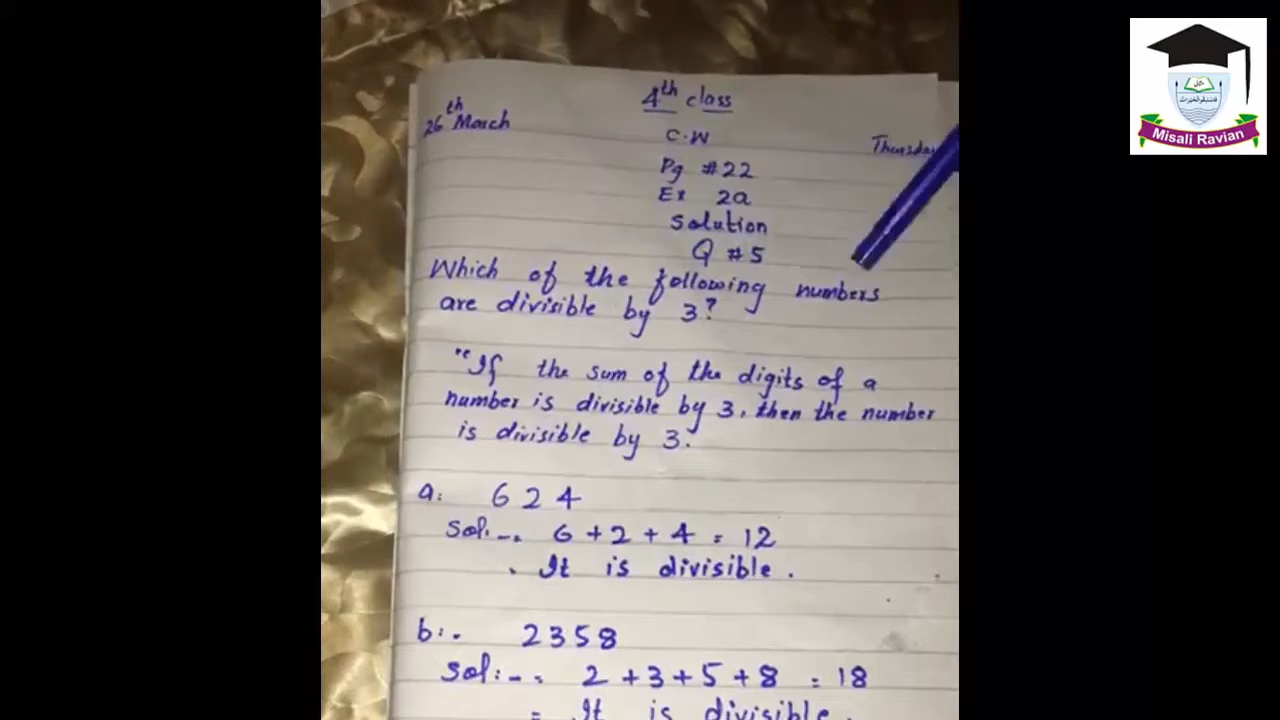 4th class
26th March
C.W
Thursday
Pg #22
Ex 2a
Solution
Q #5
Which of the following numbers
are divisible by 3?
"If the sum of the digits of a
number is divisible by 3, then the number
is divisible by 3.
a: 624
Sol:-. 6+2+4=12
. It is divisible.
b:. 2358
Sol:-. 2+3+5+8=18
= It is divisible.
Misali Ravian